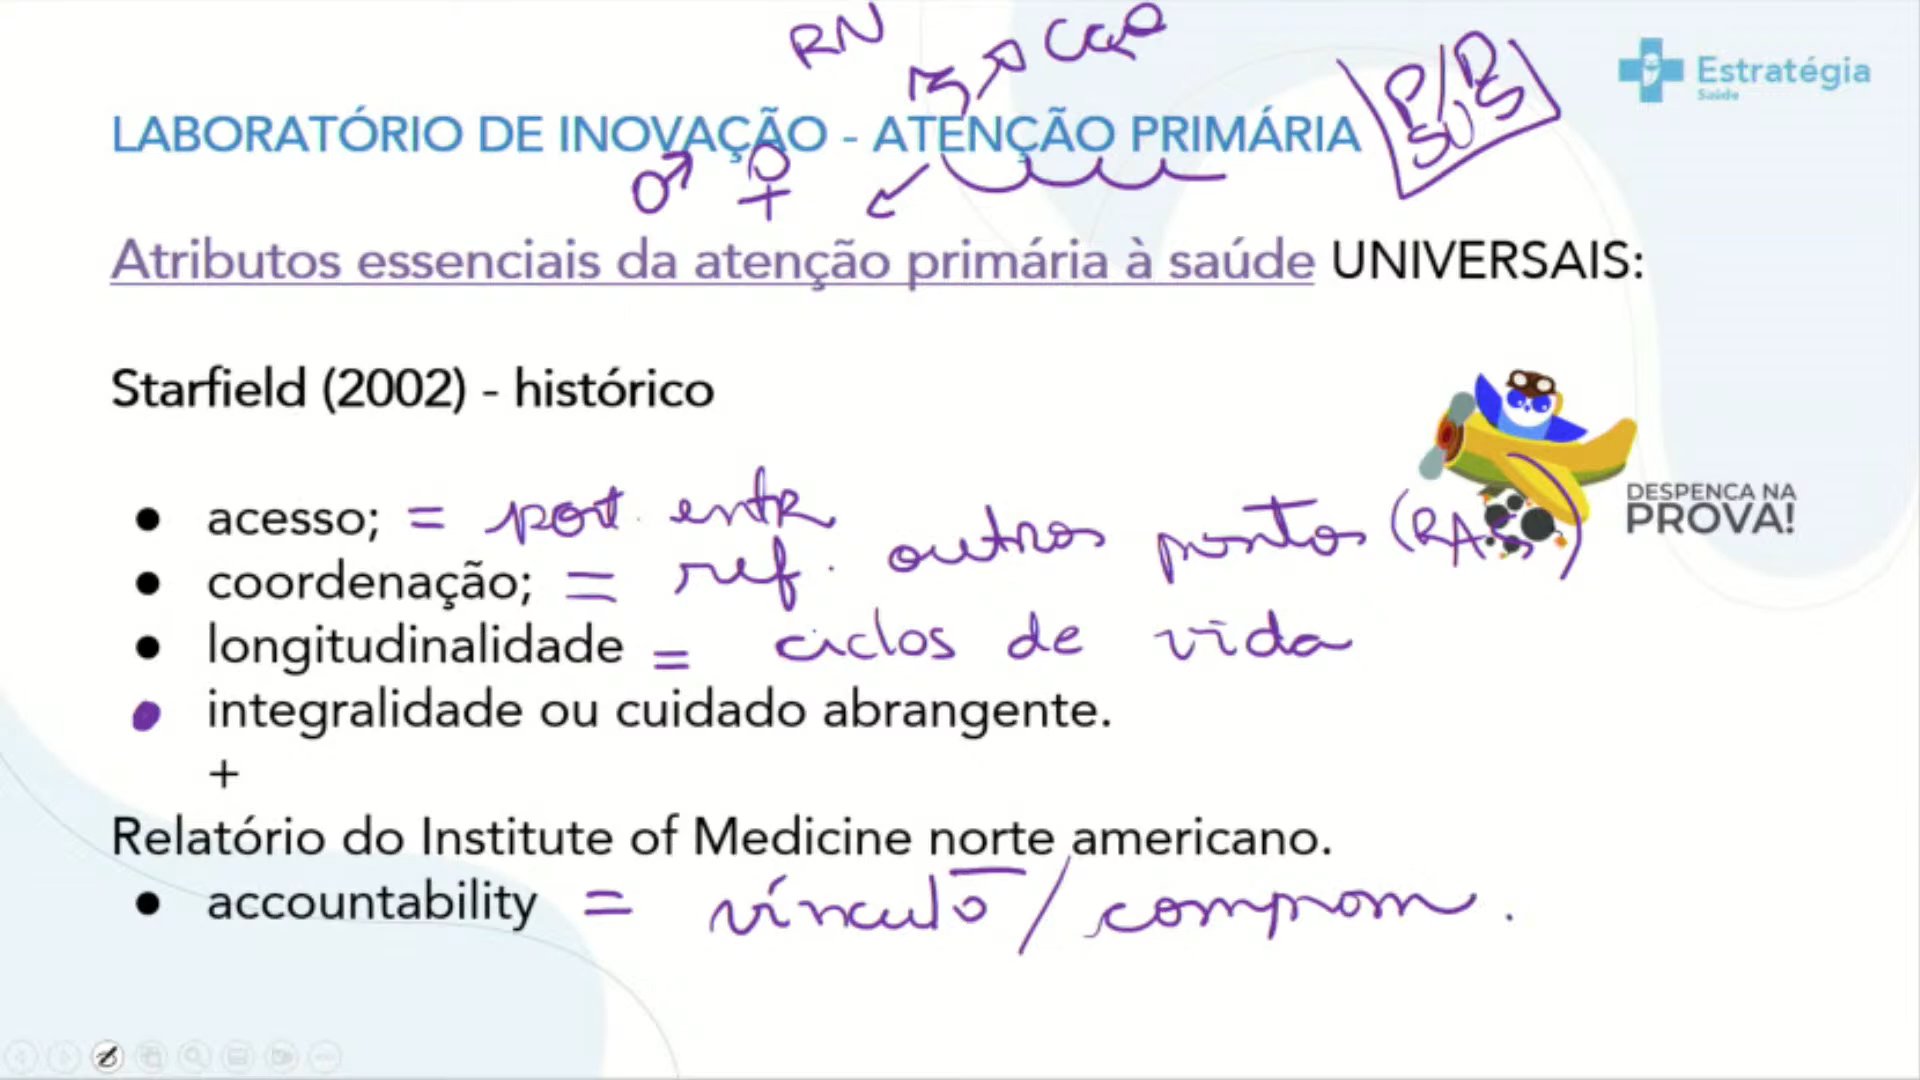 RN
Estratégia
Saúde
LABORATÓRIO DE INOVAÇÃO - ATENÇÃO PRIMÁRIA
P/R
SUS
Atributos essenciais da atenção primária à saúde UNIVERSAIS:
Starfield (2002) - histórico
DESPENCA NA
PROVA!
acesso; = port. entr
coordenação; = ref. outros pontos (RAS)
longitudinalidade = ciclos de vida
integralidade ou cuidado abrangente.
+
Relatório do Institute of Medicine norte americano.
accountability = vínculo / comprom.